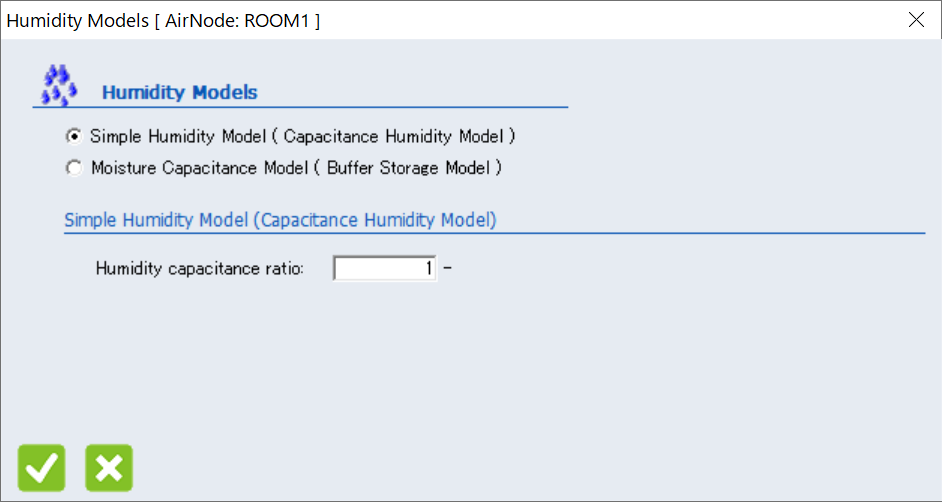 Humidity Models [ AirNode: ROOM1 ]
Humidity Models
Simple Humidity Model ( Capacitance Humidity Model )
Moisture Capacitance Model ( Buffer Storage Model )
Simple Humidity Model (Capacitance Humidity Model)
Humidity capacitance ratio: 1 -